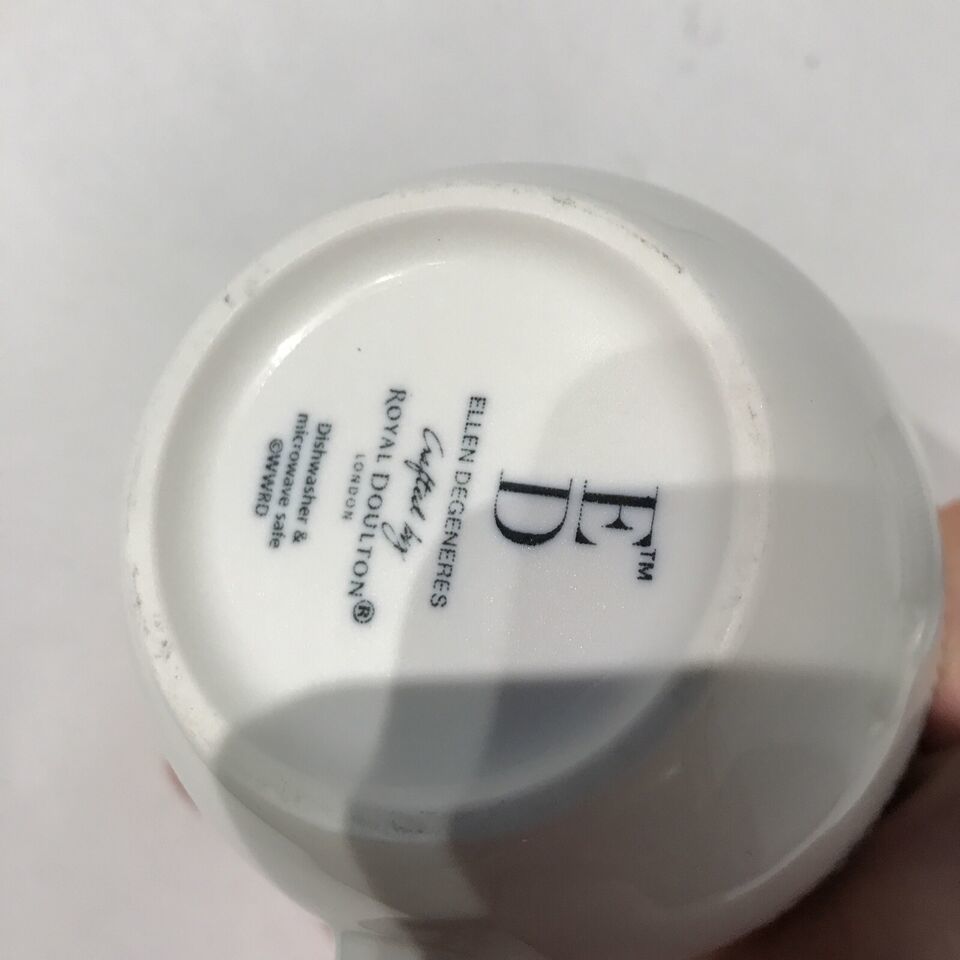 E™
D
ELLEN DEGENERES
Crafted by
ROYAL DOULTON®
LONDON
Dishwasher &
microwave safe
©WWRD